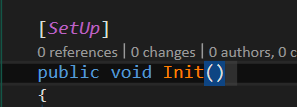 [SetUp]
0 references | 0 changes | 0 authors, 0 c
public void Init()
{